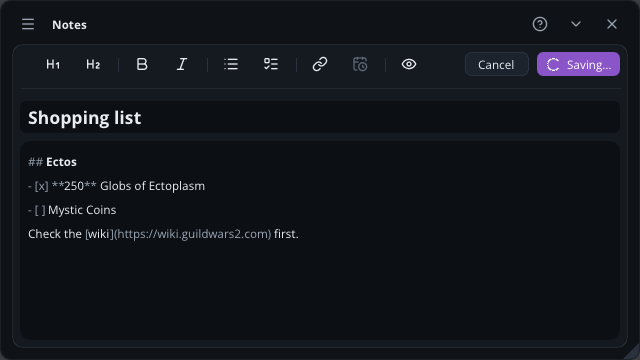 Notes
H1 H2 B I Cancel Saving...
Shopping list
## Ectos
- [x] **250** Globs of Ectoplasm
- [ ] Mystic Coins
Check the [wiki](https://wiki.guildwars2.com) first.